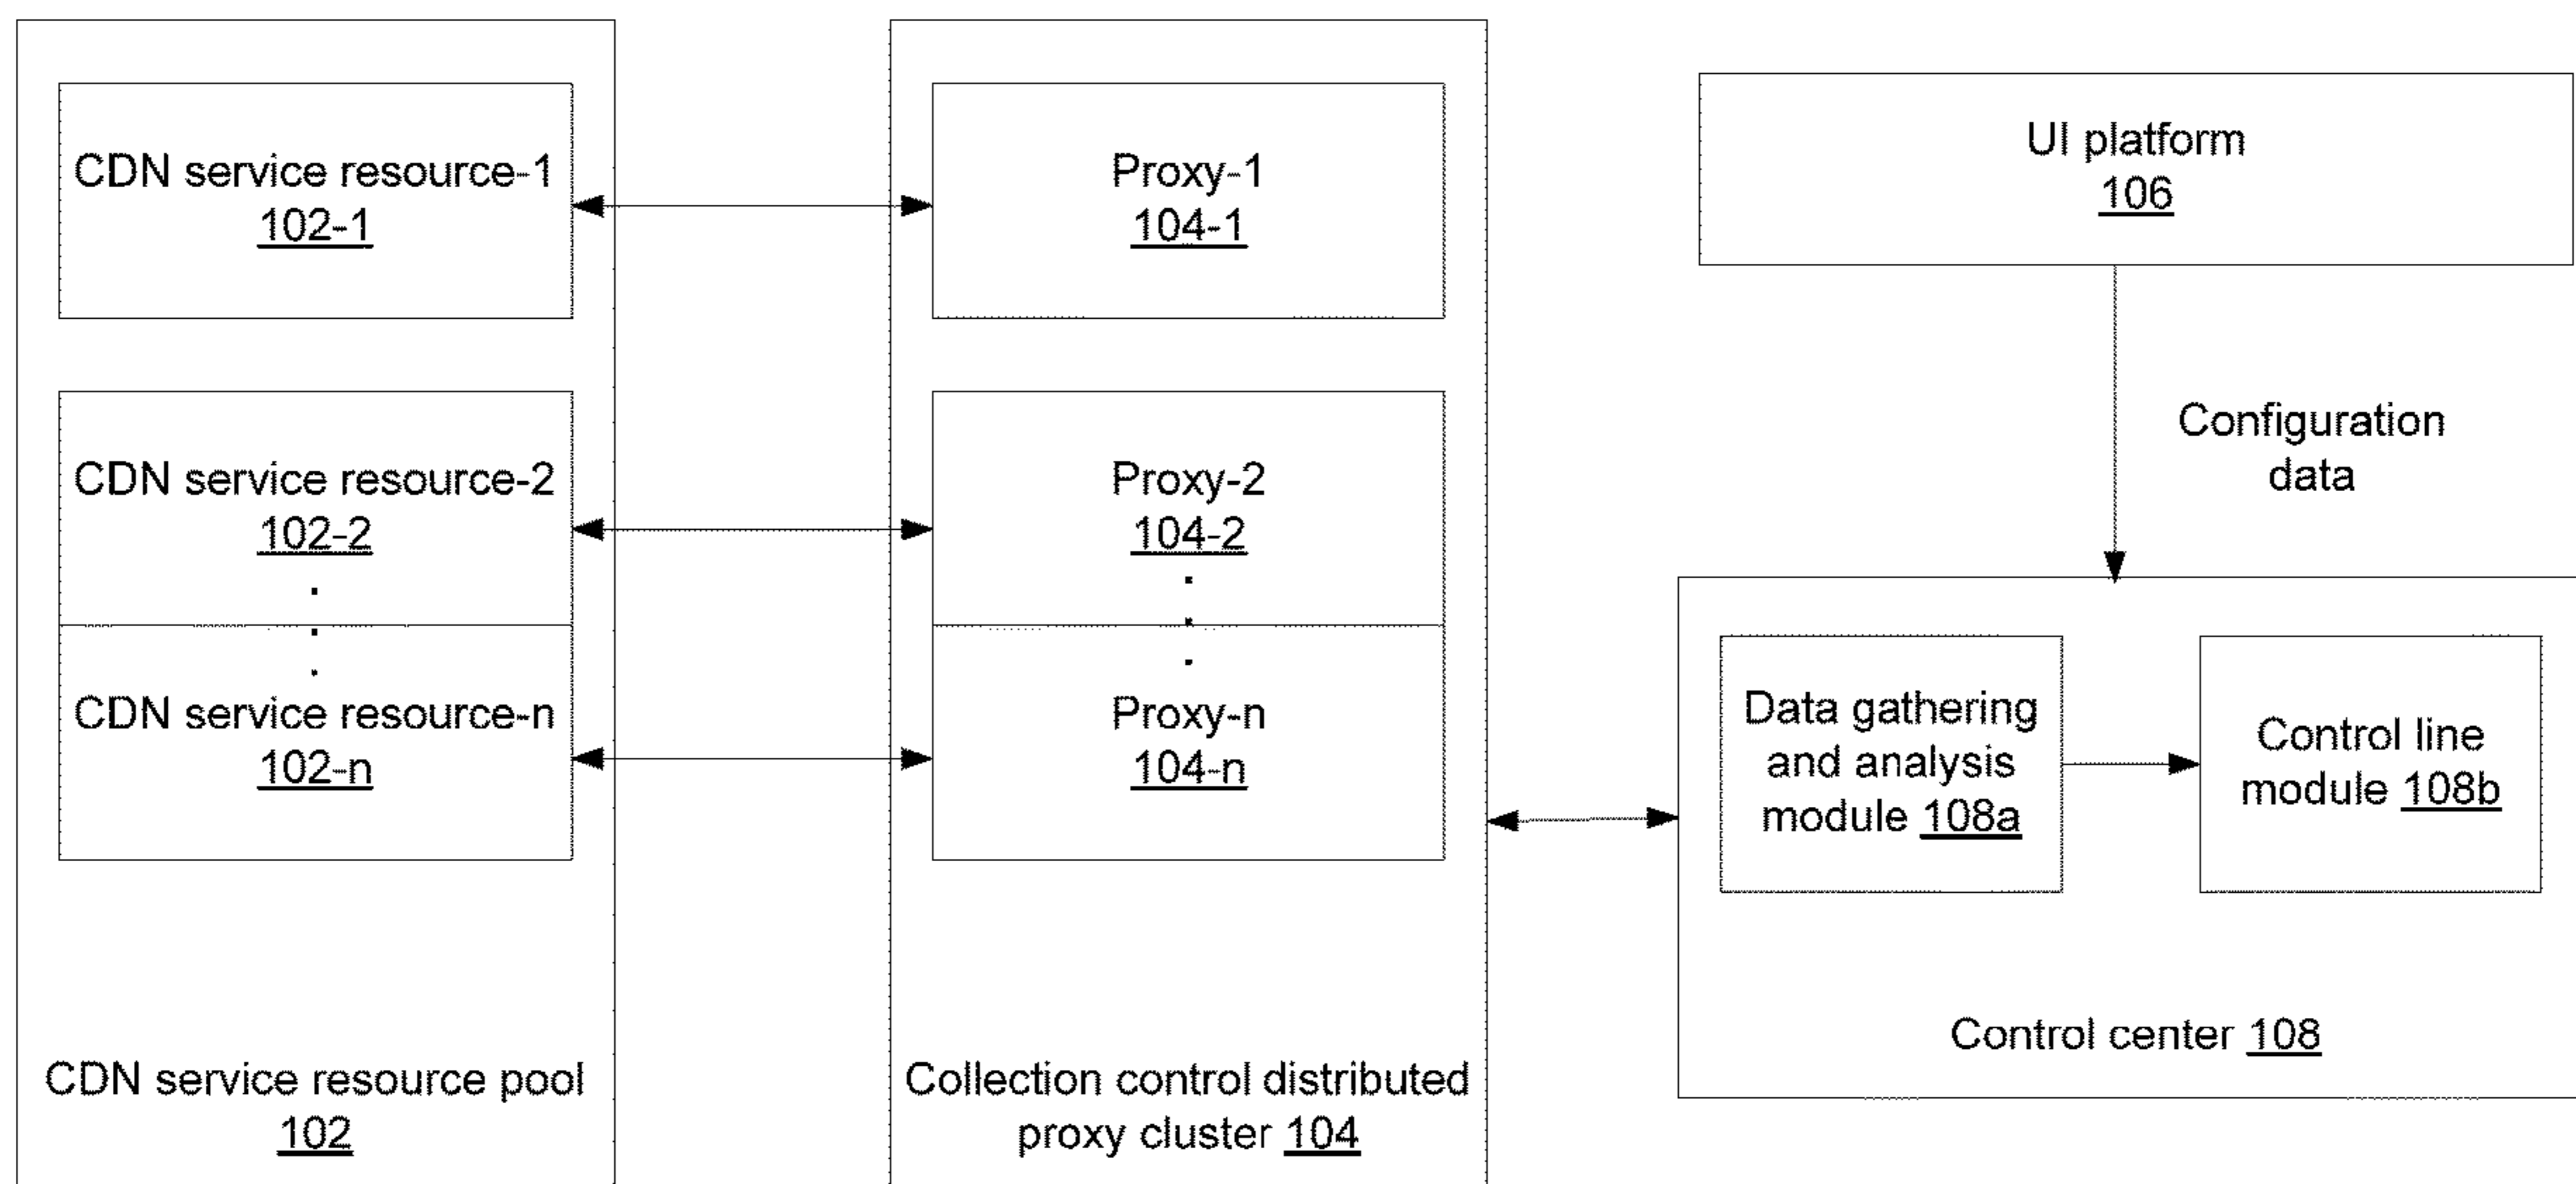 CDN service resource-1
102-1
CDN service resource-2
102-2
CDN service resource-n
102-n
CDN service resource pool
102
Proxy-1
104-1
Proxy-2
104-2
Proxy-n
104-n
Collection control distributed
proxy cluster 104
UI platform
106
Configuration
data
Data gathering
and analysis
module 108a
Control line
module 108b
Control center 108